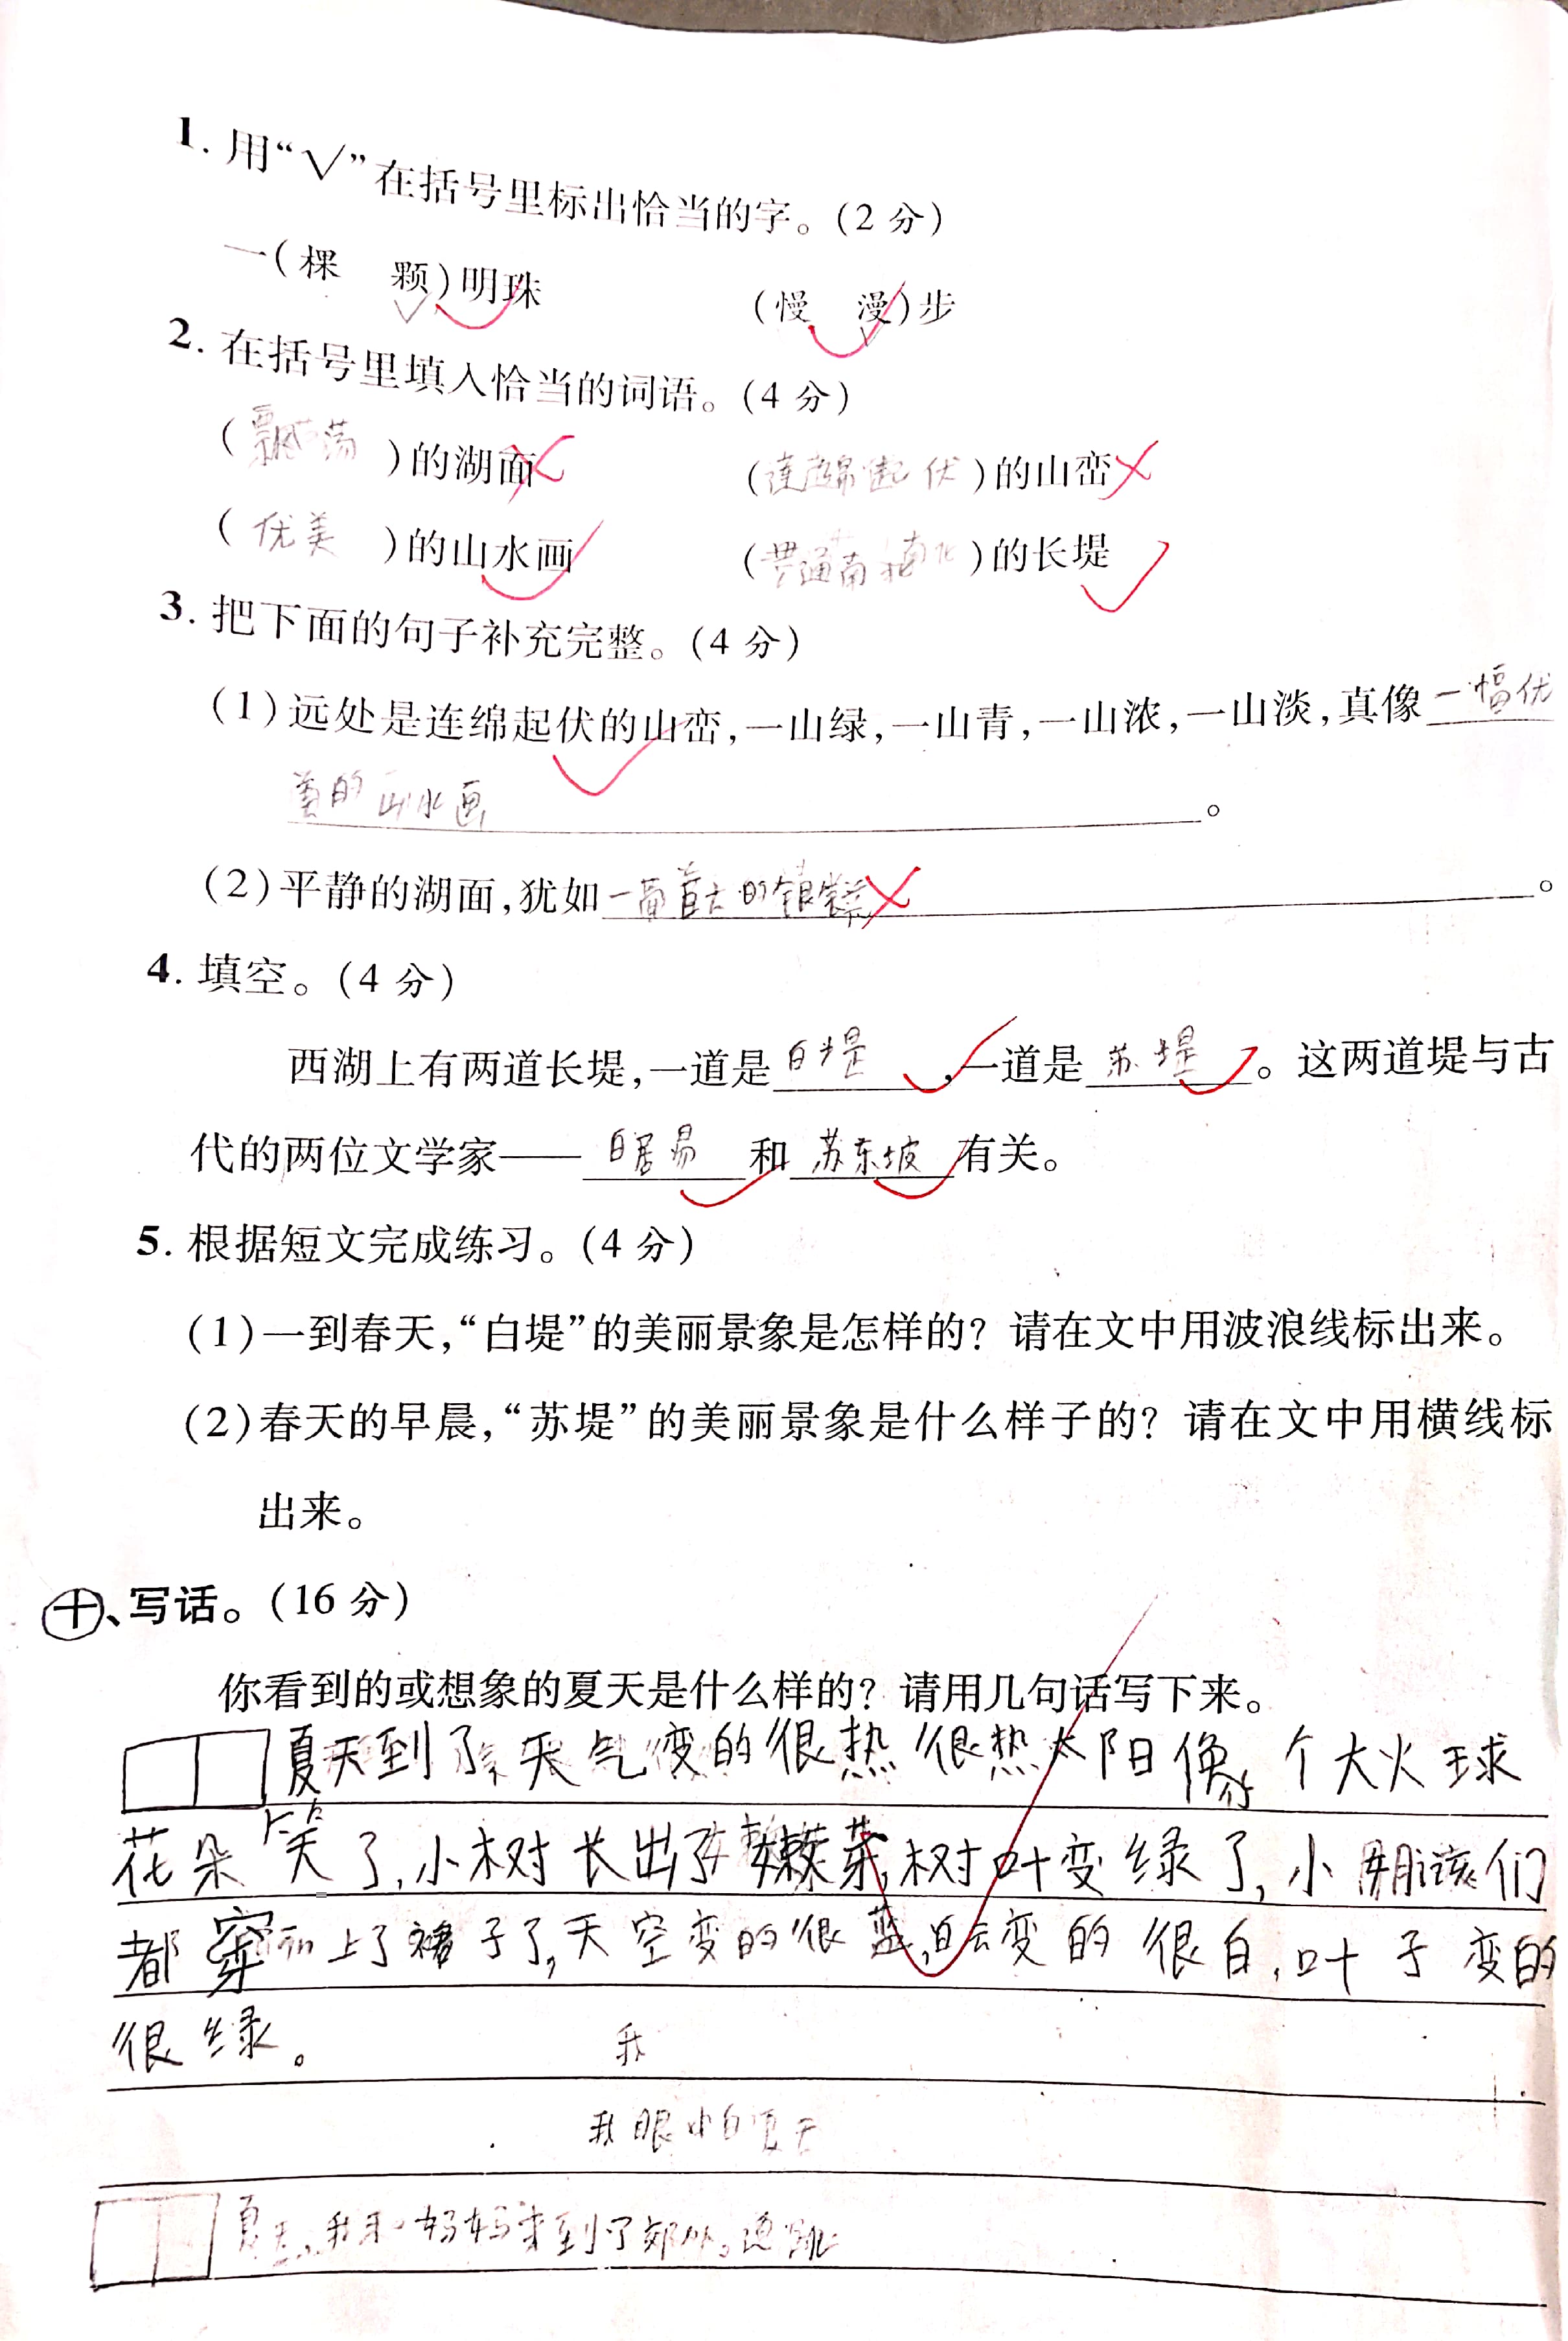 1. 用“√”在括号里标出恰当的字。(2 分)
一(棵 颗)明珠 (慢 漫)步
2. 在括号里填入恰当的词语。(4 分)
(飘荡)的湖面 (连绵起伏)的山峦
(优美)的山水画 (贯通南北)的长堤
3. 把下面的句子补充完整。(4 分)
(1)远处是连绵起伏的山峦,一山绿,一山青,一山浓,一山淡,真像一幅优
美的山水画。
(2)平静的湖面,犹如一面 的银。
4. 填空。(4 分)
西湖上有两道长堤,一道是白堤,一道是苏堤。这两道堤与古
代的两位文学家——白居易和苏东坡有关。
5. 根据短文完成练习。(4 分)
(1)一到春天,“白堤”的美丽景象是怎样的? 请在文中用波浪线标出来。
(2)春天的早晨,“苏堤”的美丽景象是什么样子的? 请在文中用横线标
出来。
十、写话。(16 分)
你看到的或想象的夏天是什么样的? 请用几句话写下来。
夏天到了天气变的很热很热太阳像个大火球
花朵笑了,小树长出了嫩芽,树叶变绿了,小朋 们
都穿上了裙子了,天空变的很蓝,白云变的很白,叶子变的
很绿。 我
我眼中的夏天
夏天,我和妈妈来到了郊外。